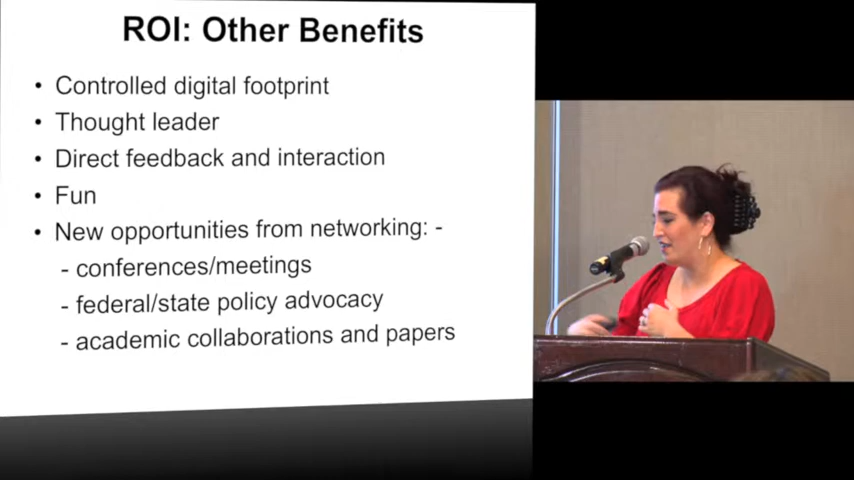 ROI: Other Benefits
• Controlled digital footprint
• Thought leader
• Direct feedback and interaction
• Fun
• New opportunities from networking: -
- conferences/meetings
- federal/state policy advocacy
- academic collaborations and papers